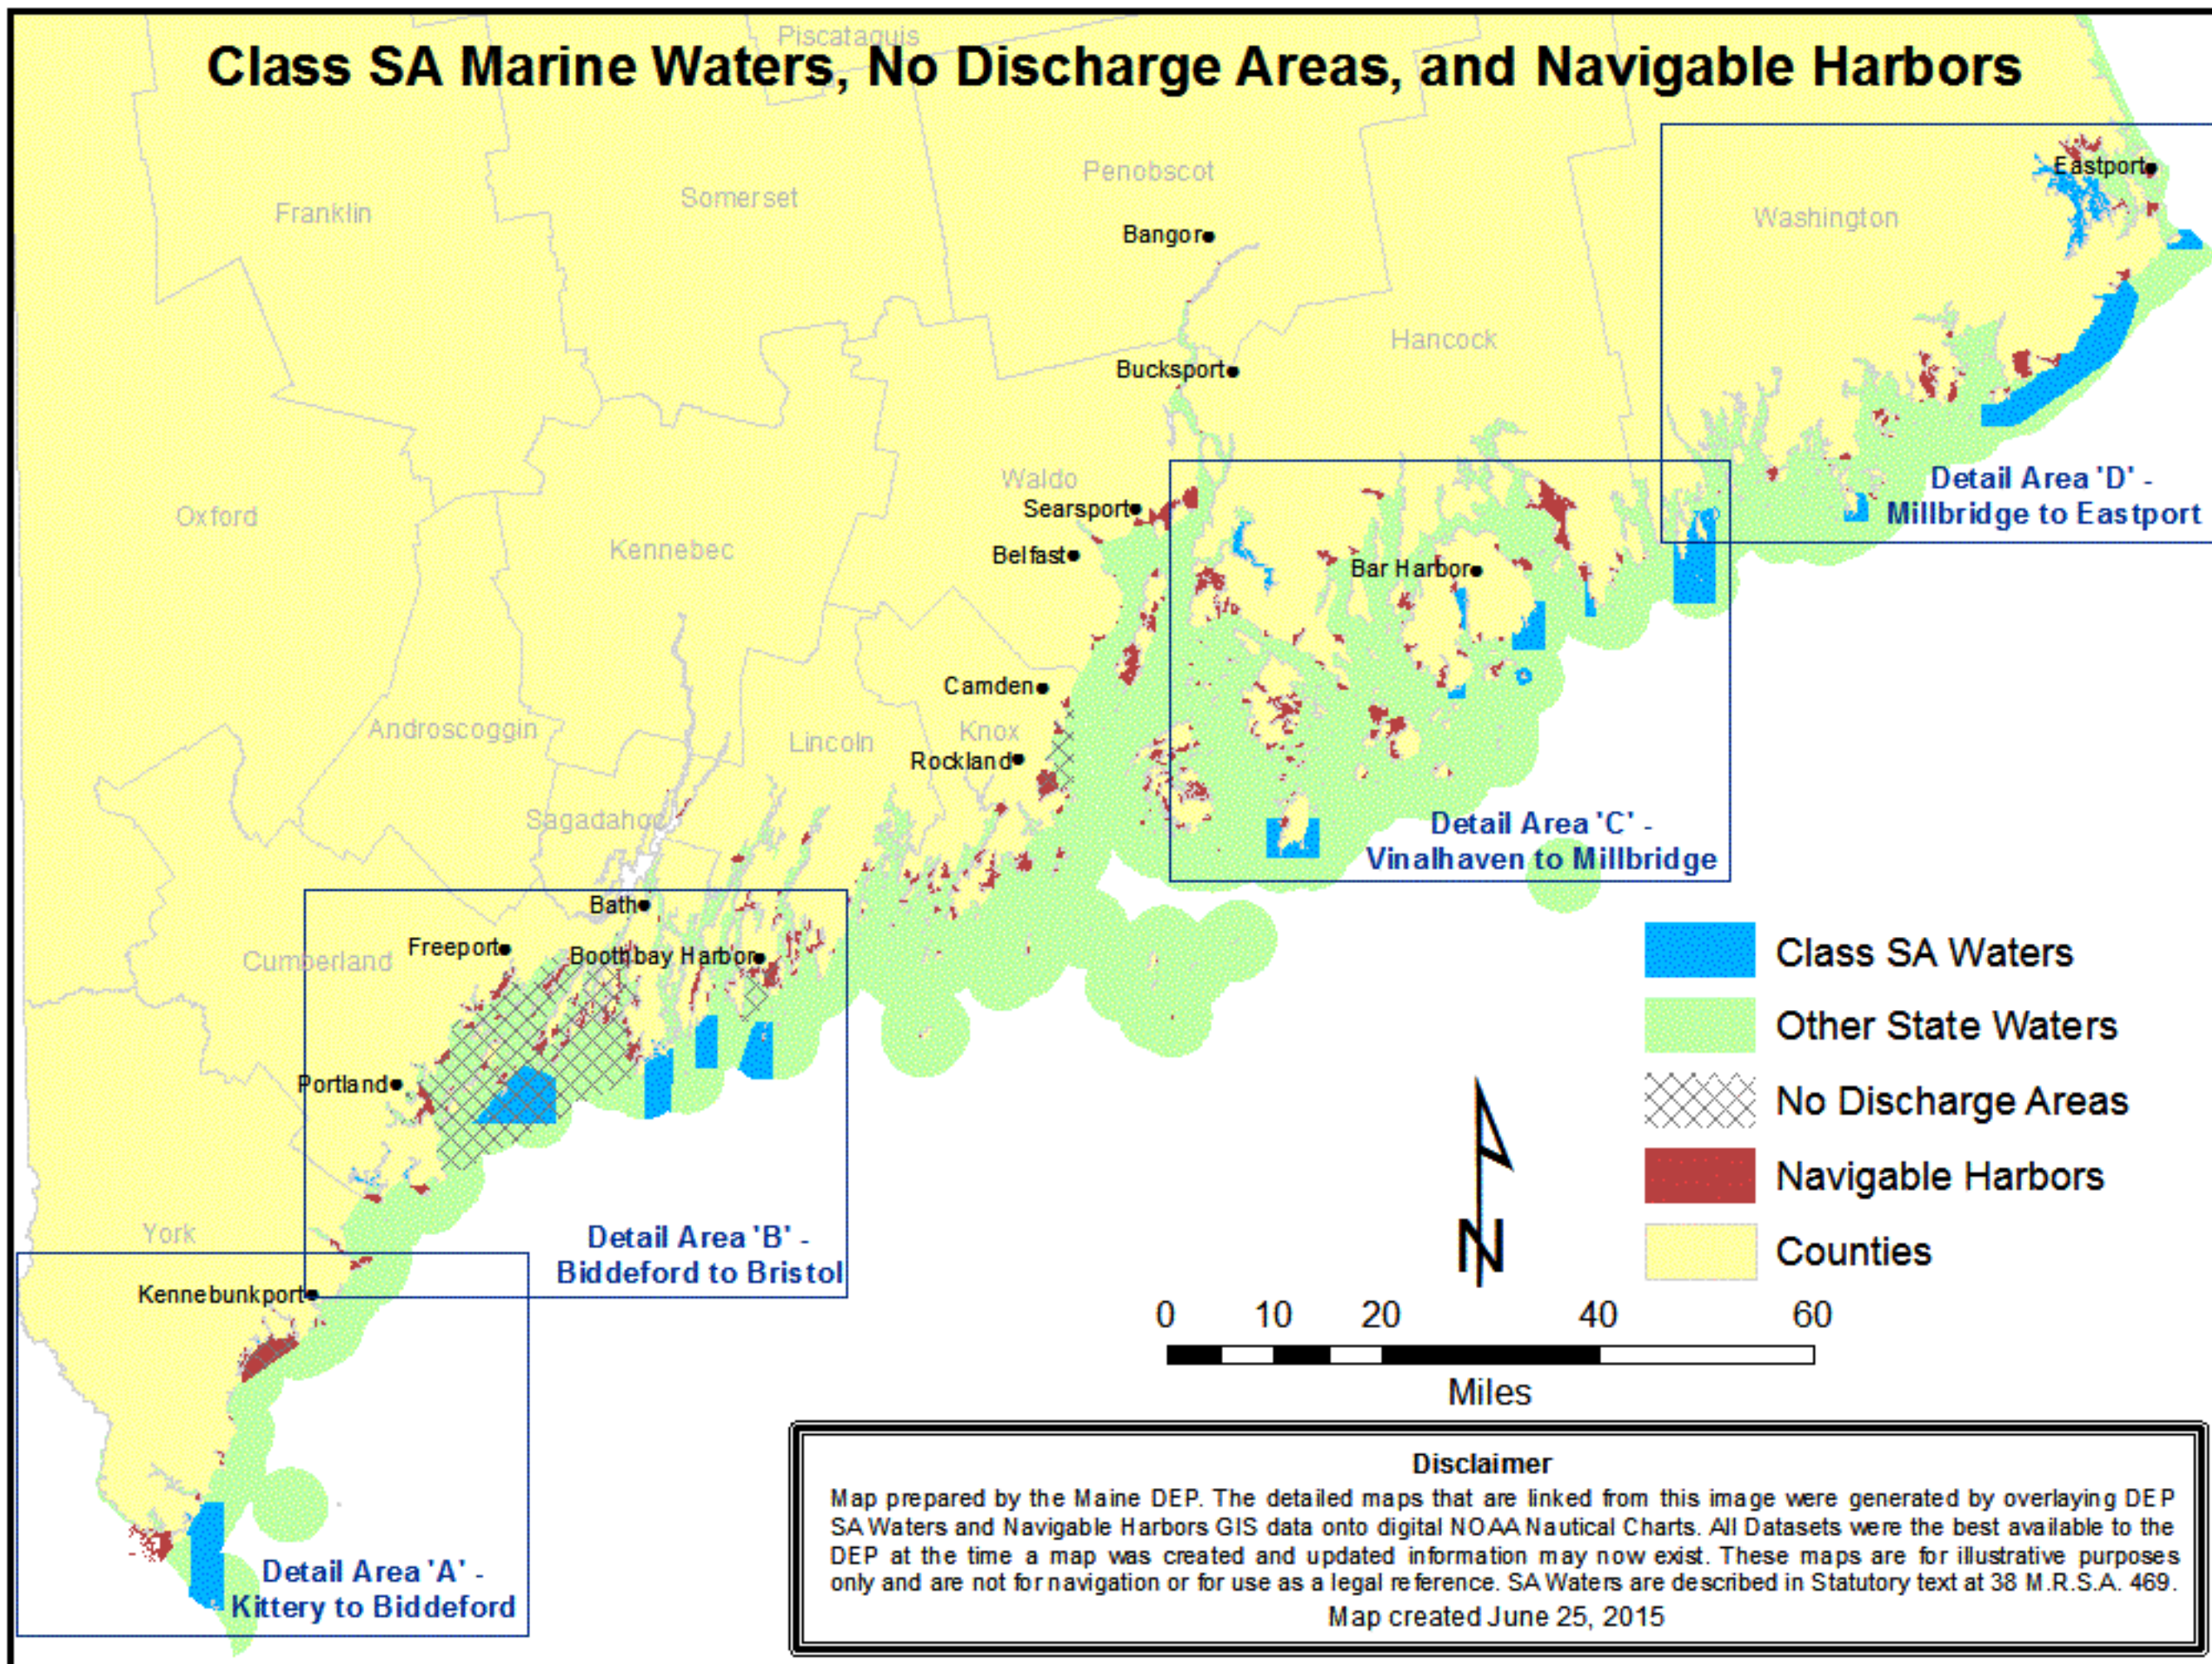 Piscataquis
Class SA Marine Waters, No Discharge Areas, and Navigable Harbors
Eastport
Penobscot
Somerset
Franklin
Washington
Bangor
Hancock
Bucksport
Waldo
Detail Area 'D' -
Millbridge to Eastport
Searsport
Oxford
Kennebec
Belfast
Bar Harbor
Camden
Androscoggin
Knox
Lincoln
Rockland
Sagadahoc
Detail Area 'C' -
Vinalhaven to Millbridge
Bath
Freeport
Boothbay Harbor
Cumberland
Class SA Waters
Other State Waters
Portland
No Discharge Areas
Navigable Harbors
York
Detail Area 'B' -
Biddeford to Bristol
N
Counties
Kennebunkport
0 10 20 40 60
Miles
Disclaimer
Map prepared by the Maine DEP. The detailed maps that are linked from this image were generated by overlaying DEP
SA Waters and Navigable Harbors GIS data onto digital NOAA Nautical Charts. All Datasets were the best available to the
DEP at the time a map was created and updated information may now exist. These maps are for illustrative purposes
only and are not for navigation or for use as a legal reference. SA Waters are described in Statutory text at 38 M.R.S.A. 469.
Map created June 25, 2015
Detail Area 'A' -
Kittery to Biddeford